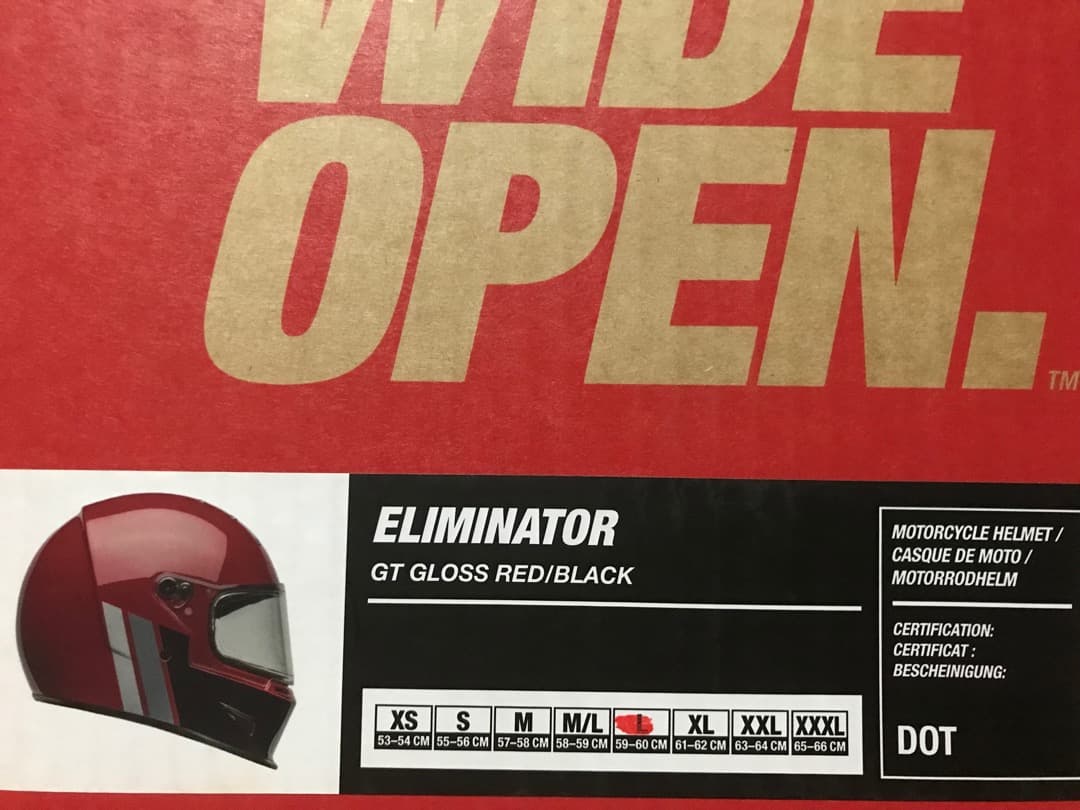 WIDE
OPEN.
TM
ELIMINATOR
GT GLOSS RED/BLACK
XS S M M/L L XL XXL XXXL
53–54 CM 55–56 CM 57–58 CM 58–59 CM 59–60 CM 61–62 CM 63–64 CM 65–66 CM
MOTORCYCLE HELMET /
CASQUE DE MOTO /
MOTORRODHELM
CERTIFICATION:
CERTIFICAT :
BESCHEINIGUNG:
DOT